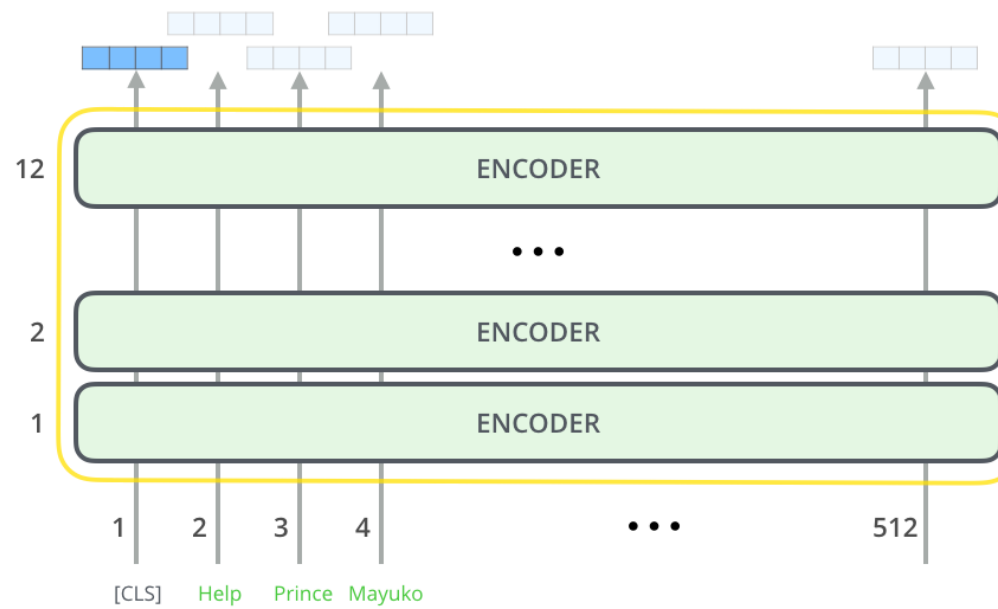 12 ENCODER
...
2 ENCODER
1 ENCODER
1 2 3 4 ... 512
[CLS] Help Prince Mayuko